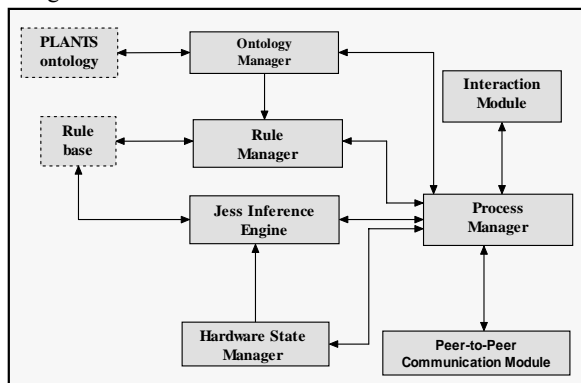 PLANTS
ontology
Ontology
Manager
Interaction
Module
Rule
base
Rule
Manager
Jess Inference
Engine
Process
Manager
Hardware State
Manager
Peer-to-Peer
Communication Module